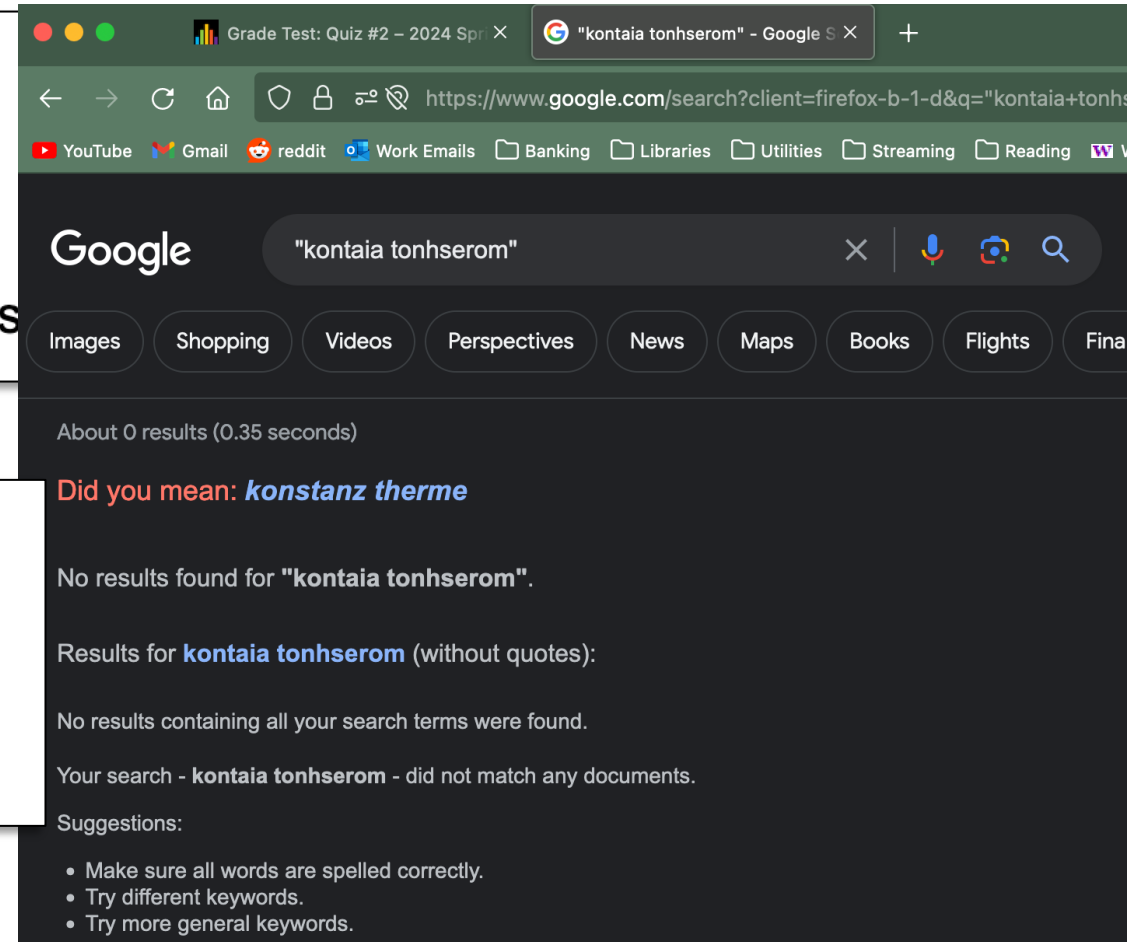 Grade Test: Quiz #2 – 2024 Spri
"kontaia tonhserom" - Google S
https://www.google.com/search?client=firefox-b-1-d&q="kontaia+tonhs
YouTube Gmail reddit Work Emails Banking Libraries Utilities Streaming Reading W
Google "kontaia tonhserom"
s
Images Shopping Videos Perspectives News Maps Books Flights Fina
About 0 results (0.35 seconds)
Did you mean: konstanz therme
No results found for "kontaia tonhserom".
Results for kontaia tonhserom (without quotes):
No results containing all your search terms were found.
Your search - kontaia tonhserom - did not match any documents.
Suggestions:
• Make sure all words are spelled correctly.
• Try different keywords.
• Try more general keywords.